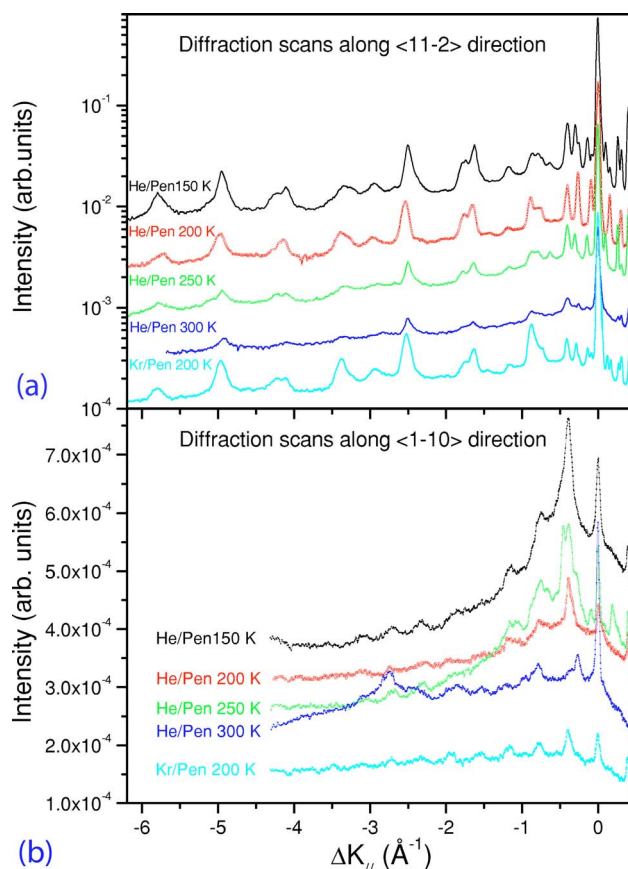 Diffraction scans along <11-2> direction
Intensity (arb.units)
10⁻¹
10⁻²
10⁻³
10⁻⁴
He/Pen150 K
He/Pen 200 K
He/Pen 250 K
He/Pen 300 K
Kr/Pen 200 K
(a)
Diffraction scans along <1-10> direction
Intensity (arb. units)
7.0x10⁻⁴
6.0x10⁻⁴
5.0x10⁻⁴
4.0x10⁻⁴
3.0x10⁻⁴
2.0x10⁻⁴
1.0x10⁻⁴
He/Pen150 K
He/Pen 200 K
He/Pen 250 K
He/Pen 300 K
Kr/Pen 200 K
-6 -5 -4 -3 -2 -1 0
(b)
ΔK// (Å⁻¹)